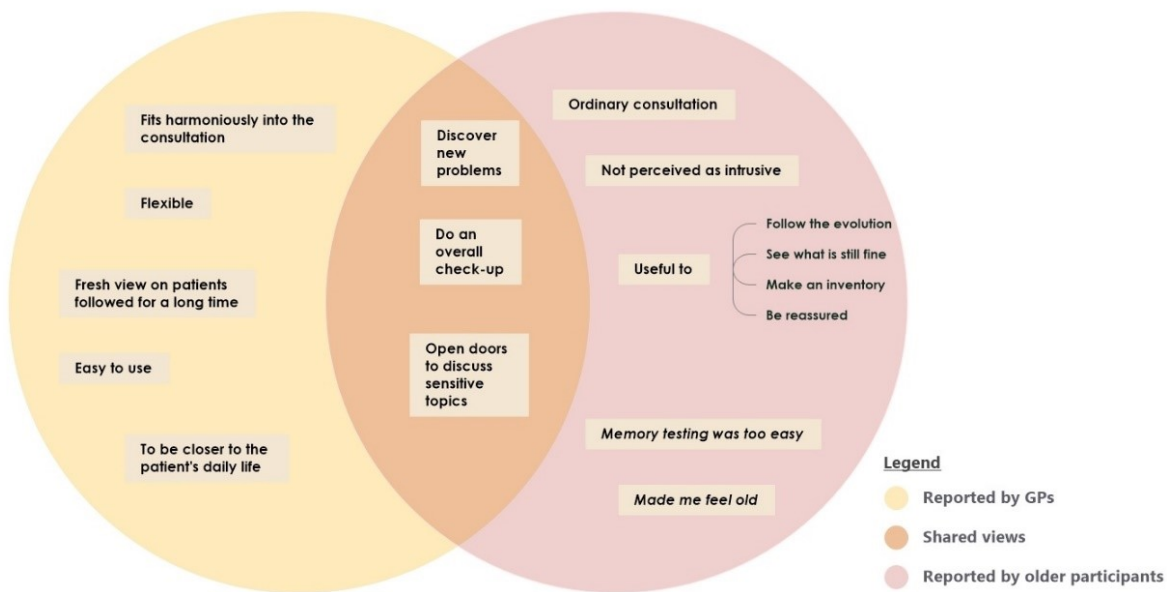 Fits harmoniously into the
consultation
Flexible
Fresh view on patients
followed for a long time
Easy to use
To be closer to the
patient's daily life
Discover
new
problems
Do an
overall
check-up
Open doors
to discuss
sensitive
topics
Ordinary consultation
Not perceived as intrusive
Useful to
Follow the evolution
See what is still fine
Make an inventory
Be reassured
Memory testing was too easy
Made me feel old
Legend
Reported by GPs
Shared views
Reported by older participants